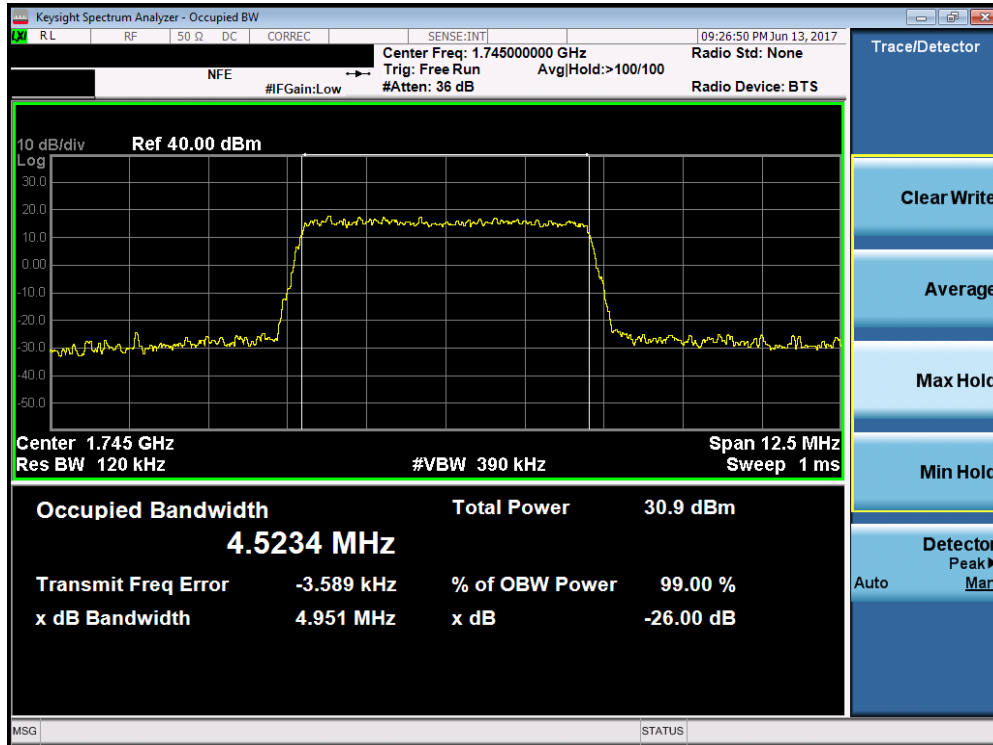 Keysight Spectrum Analyzer - Occupied BW
LXI RL RF 50 Ω DC CORREC SENSE:INT 09:26:50 PM Jun 13, 2017
Center Freq: 1.745000000 GHz Radio Std: None
NFE Trig: Free Run Avg|Hold:>100/100
#IFGain:Low #Atten: 36 dB Radio Device: BTS
10 dB/div Ref 40.00 dBm
Log
30.0
20.0
10.0
0.00
-10.0
-20.0
-30.0
-40.0
-50.0
Center 1.745 GHz Span 12.5 MHz
Res BW 120 kHz #VBW 390 kHz Sweep 1 ms
Occupied Bandwidth Total Power 30.9 dBm
4.5234 MHz
Transmit Freq Error -3.589 kHz % of OBW Power 99.00 %
x dB Bandwidth 4.951 MHz x dB -26.00 dB
MSG STATUS
Trace/Detector
Clear Write
Average
Max Hold
Min Hold
Detector
Peak
Auto Man